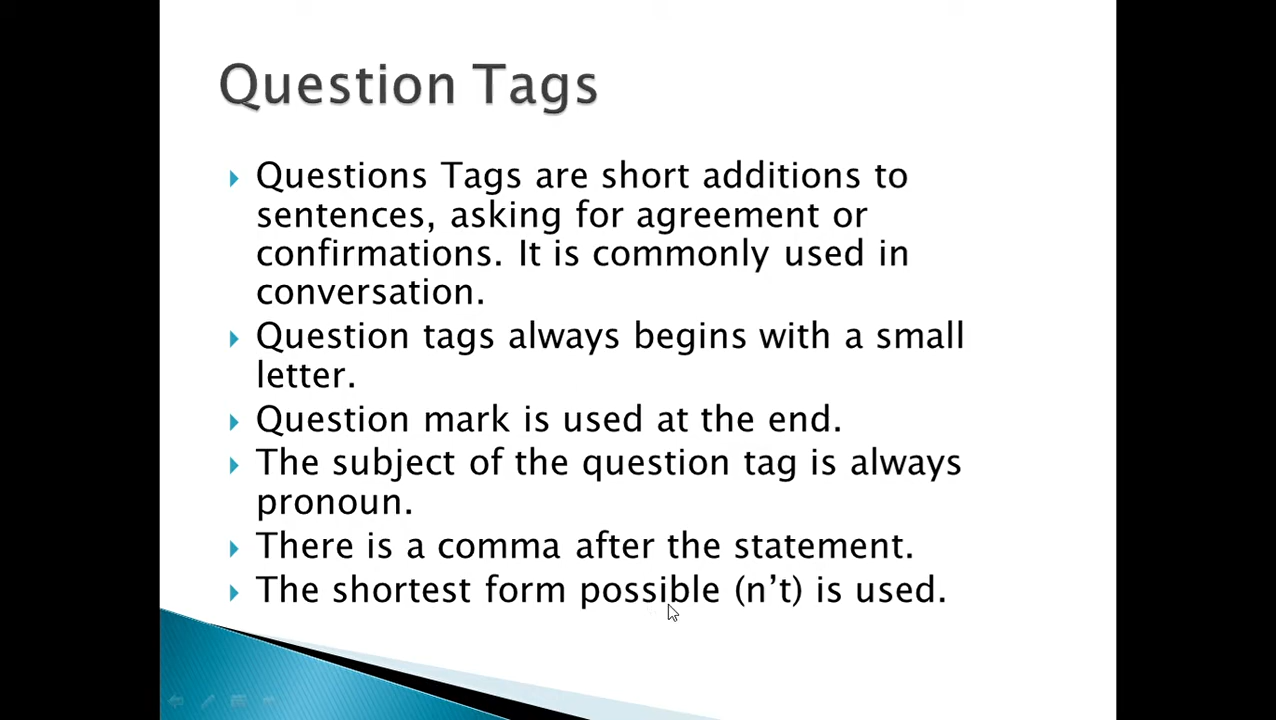 Question Tags
Questions Tags are short additions to
sentences, asking for agreement or
confirmations. It is commonly used in
conversation.
Question tags always begins with a small
letter.
Question mark is used at the end.
The subject of the question tag is always
pronoun.
There is a comma after the statement.
The shortest form possible (n’t) is used.